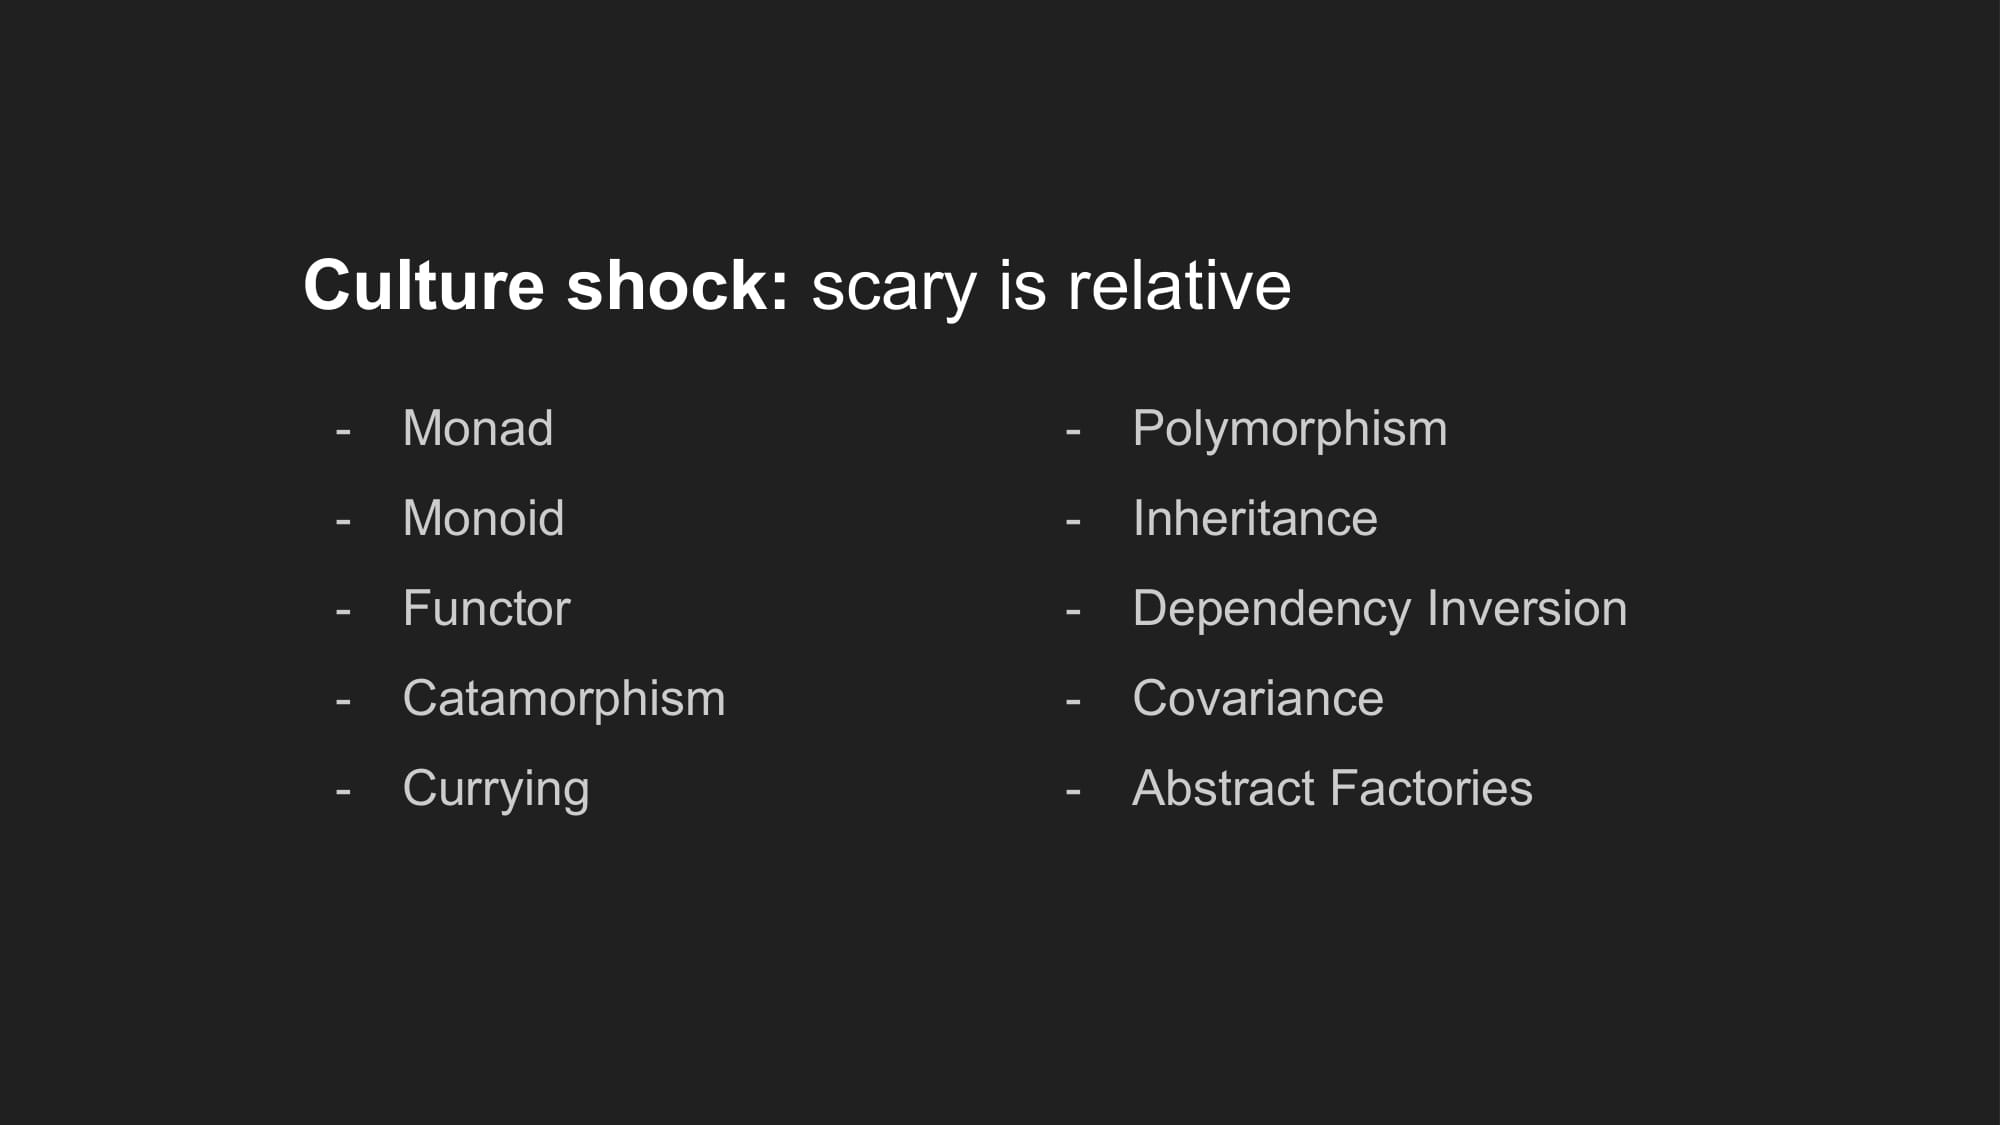 Culture shock: scary is relative
- Monad
- Monoid
- Functor
- Catamorphism
- Currying
- Polymorphism
- Inheritance
- Dependency Inversion
- Covariance
- Abstract Factories